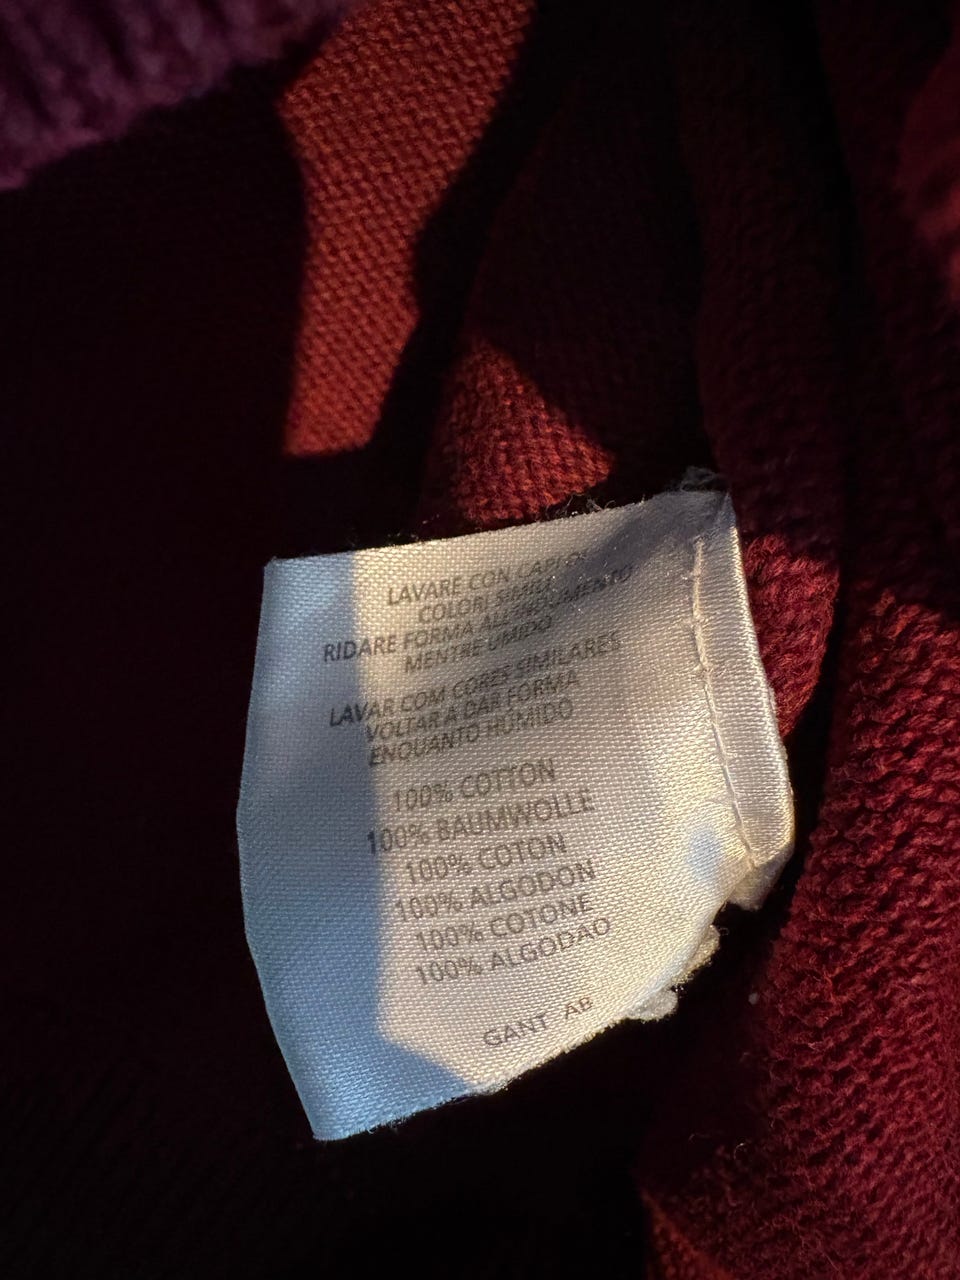 LAVARE CON CAPI DI
COLORI SIMILI
RIDARE FORMA ALL'INDUMENTO
MENTRE UMIDO
LAVAR COM CORES SIMILARES
VOLTAR A DAR FORMA
ENQUANTO HUMIDO
100% COTTON
100% BAUMWOLLE
100% COTON
100% ALGODON
100% COTONE
100% ALGODAO
GANT AB